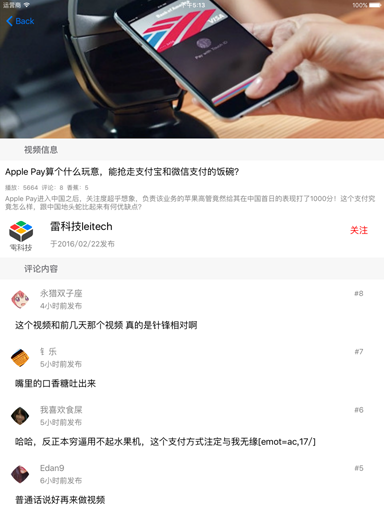 运营商 下午5:13 100%
Back
VISA
Pay with Touch ID
视频信息
Apple Pay算个什么玩意，能抢走支付宝和微信支付的饭碗?
播放：5664 评论：8 香蕉：5
Apple Pay进入中国之后，关注度超乎想象，负责该业务的苹果高管竟然给其在中国首日的表现打了1000分！这个支付究
竟怎么样，跟中国地头蛇比起来有何优缺点？
雷科技
雷科技leitech
于2016/02/22发布
关注
评论内容
永猎双子座 #8
4小时前发布
这个视频和前几天那个视频 真的是针锋相对啊
钅乐 #7
5小时前发布
嘴里的口香糖吐出来
我喜欢食屎 #6
5小时前发布
哈哈，反正本穷逼用不起水果机，这个支付方式注定与我无缘[emot=ac,17/]
Edan9 #5
6小时前发布
普通话说好再来做视频